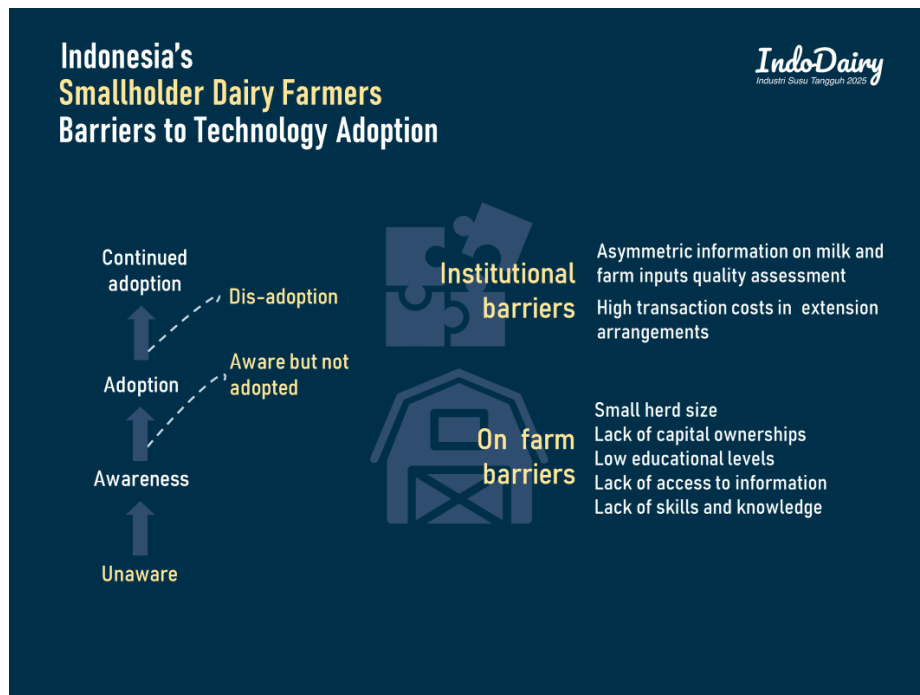 Indonesia's
Smallholder Dairy Farmers
Barriers to Technology Adoption
IndoDairy
Industri Susu Tangguh 2025
Continued
adoption
Dis-adoption
Aware but not
adopted
Adoption
Awareness
Unaware
Institutional
barriers
Asymmetric information on milk and
farm inputs quality assessment
High transaction costs in extension
arrangements
On farm
barriers
Small herd size
Lack of capital ownerships
Low educational levels
Lack of access to information
Lack of skills and knowledge